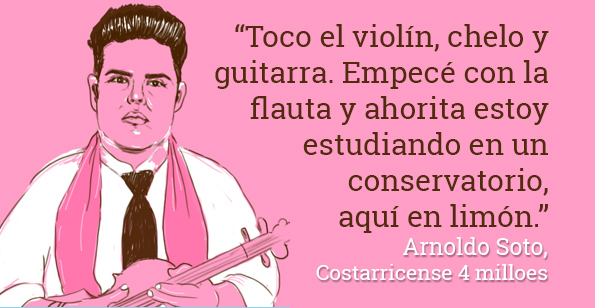 “Toco el violín, chelo y
guitarra. Empecé con la
flauta y ahorita estoy
estudiando en un
conservatorio,
aquí en limón.”
Arnoldo Soto,
Costarricense 4 milloes